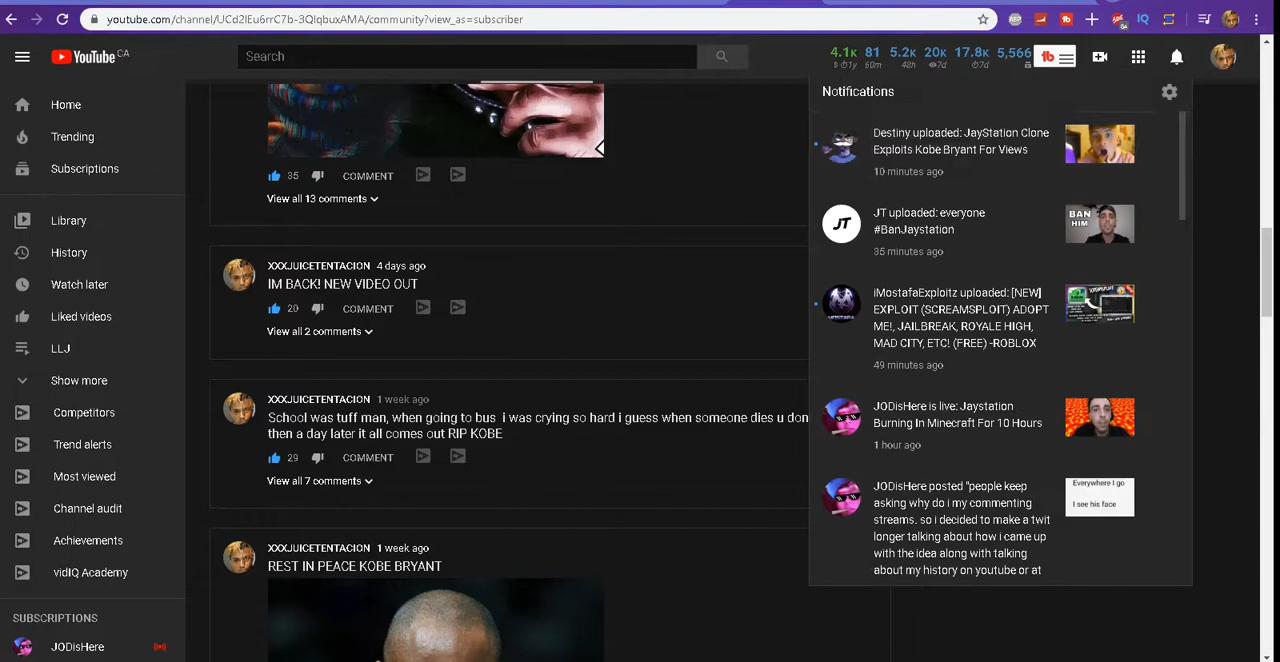 youtube.com/channel/UCd2lEu6rrC7b-3QlqbuxAMA/community?view_as=subscriber
YouTube CA
Search
4.1K 81 5.2K 20K 17.8K 5,566
1y 60m 48h 7d 7d
Home
Trending
Subscriptions
Library
History
Watch later
Liked videos
LLJ
Show more
Competitors
Trend alerts
Most viewed
Channel audit
Achievements
vidIQ Academy
SUBSCRIPTIONS
JODisHere
35 COMMENT
View all 13 comments
XXXJUICETENTACION 4 days ago
IM BACK! NEW VIDEO OUT
20 COMMENT
View all 2 comments
XXXJUICETENTACION 1 week ago
School was tuff man, when going to bus i was crying so hard i guess when someone dies u don
then a day later it all comes out RIP KOBE
29 COMMENT
View all 7 comments
XXXJUICETENTACION 1 week ago
REST IN PEACE KOBE BRYANT
Notifications
Destiny uploaded: JayStation Clone
Exploits Kobe Bryant For Views
10 minutes ago
JT
JT uploaded: everyone
#BanJaystation
35 minutes ago
BAN
HIM
iMostafaExploitz uploaded: [NEW]
EXPLOIT (SCREAMSPLOIT) ADOPT
ME!, JAILBREAK, ROYALE HIGH,
MAD CITY, ETC! (FREE) -ROBLOX
49 minutes ago
JODisHere is live: Jaystation
Burning In Minecraft For 10 Hours
1 hour ago
JODisHere posted "people keep
asking why do i my commenting
streams. so i decided to make a twit
longer talking about how i came up
with the idea along with talking
about my history on youtube or at
Everywhere I go
I see his face